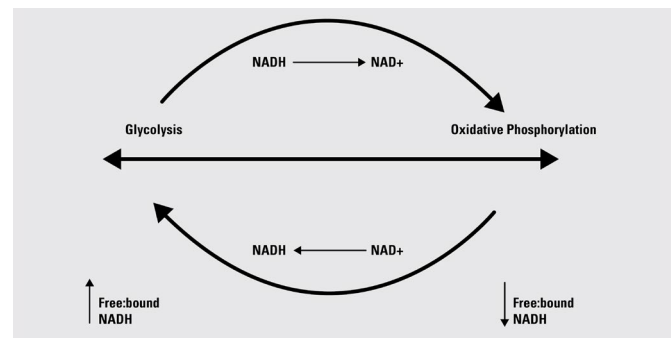 NADH NAD+
Glycolysis Oxidative Phosphorylation
NADH NAD+
Free:bound
NADH
Free:bound
NADH